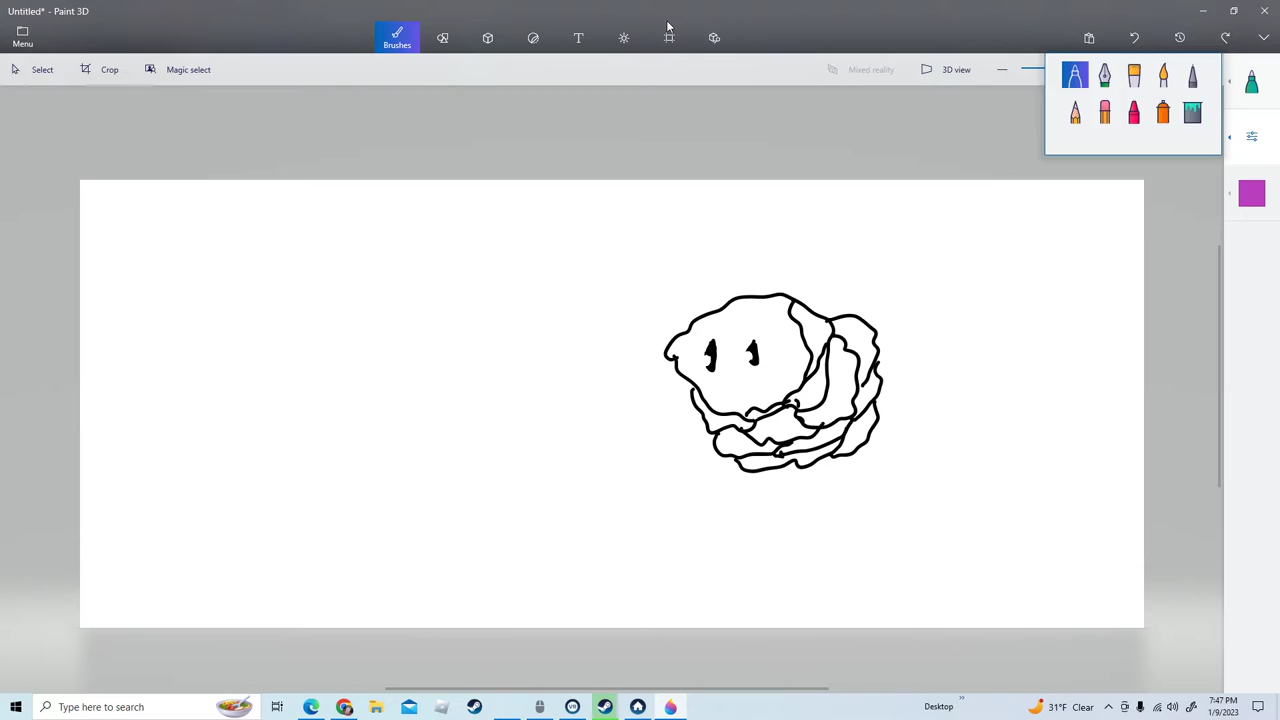 Untitled* - Paint 3D
Menu
Brushes
Select
Crop
Magic select
Mixed reality
3D view
Type here to search
Desktop
31°F Clear
7:47 PM
1/9/2023